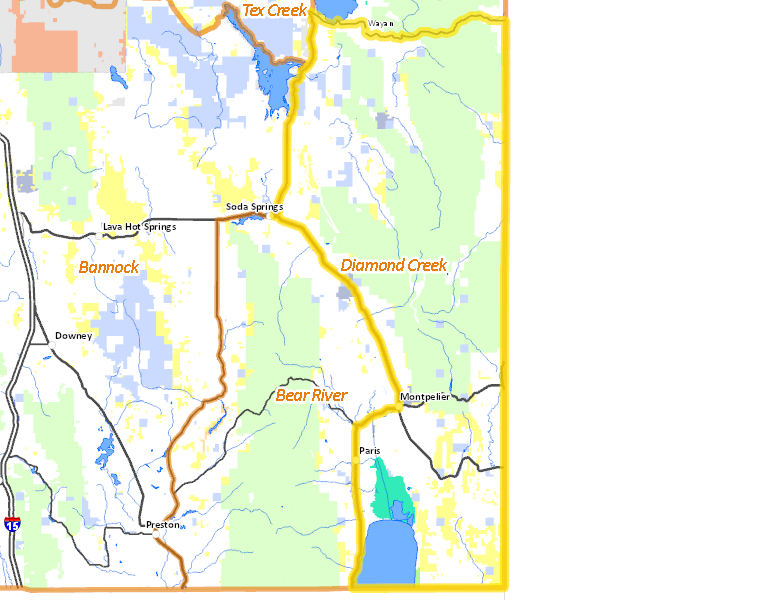 Tex Creek
Wayan
Soda Springs
Lava Hot Springs
Bannock
Diamond Creek
Downey
Bear River
Montpelier
Paris
Preston
15